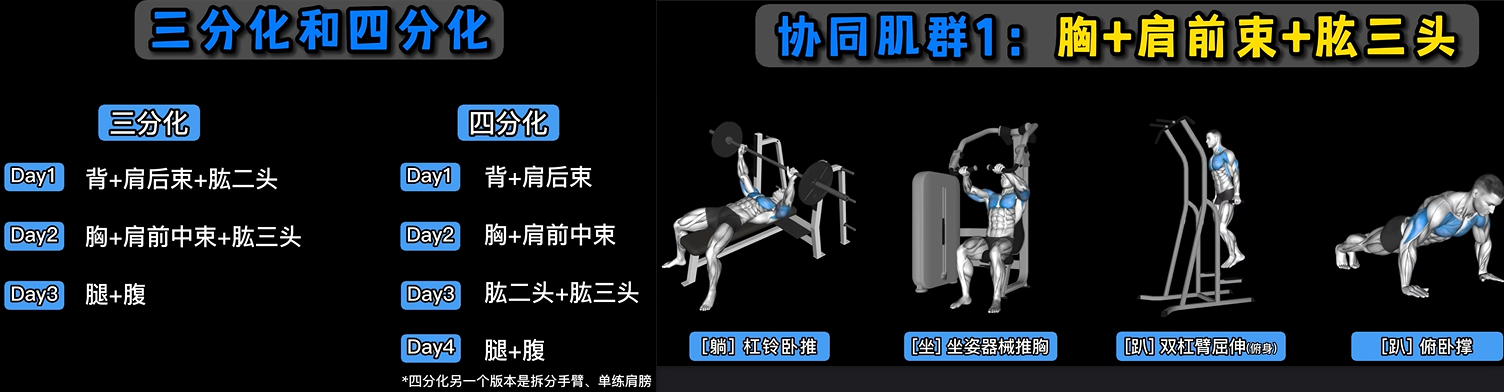 三分化和四分化
三分化
Day1 背+肩后束+肱二头
Day2 胸+肩前中束+肱三头
Day3 腿+腹
四分化
Day1 背+肩后束
Day2 胸+肩前中束
Day3 肱二头+肱三头
Day4 腿+腹
*四分化另一个版本是拆分手臂、单练肩膀
协同肌群1：胸+肩前束+肱三头
[躺] 杠铃卧推
[坐] 坐姿器械推胸
[趴] 双杠臂屈伸(俯身)
[趴] 俯卧撑